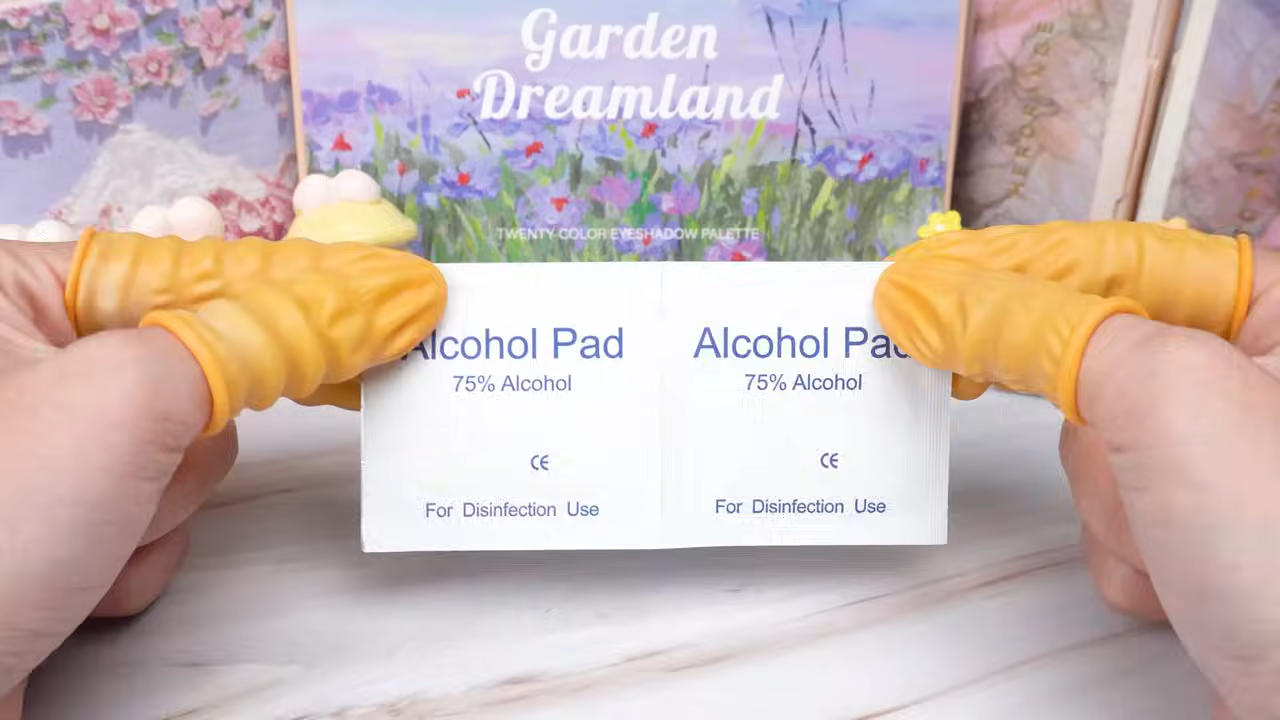 Garden
Dreamland
TWENTY COLOR EYESHADOW PALETTE
Alcohol Pad
75% Alcohol
CE
For Disinfection Use
Alcohol Pad
75% Alcohol
CE
For Disinfection Use